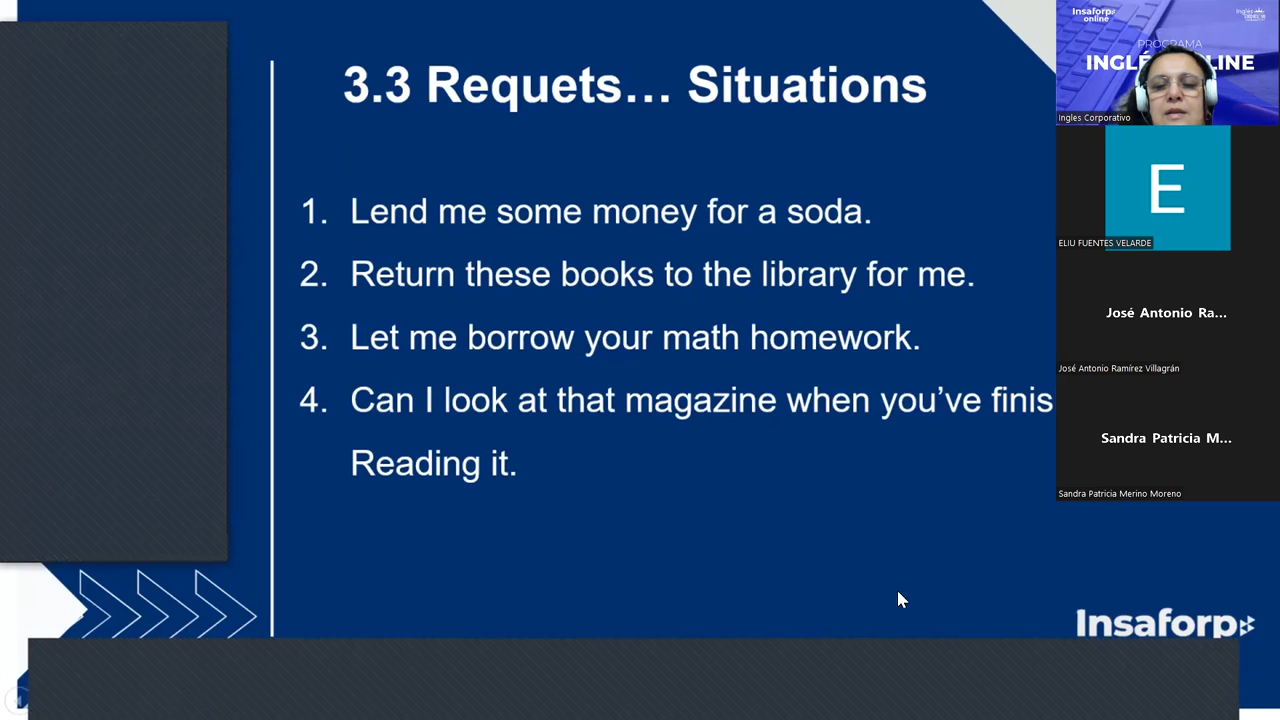 3.3 Requets… Situations
1. Lend me some money for a soda.
2. Return these books to the library for me.
3. Let me borrow your math homework.
4. Can I look at that magazine when you’ve finis
Reading it.
Insaforp
Insaforp
online
PROGRAMA
Ingles Corporativo
E
ELIU FUENTES VELARDE
José Antonio Ra...
José Antonio Ramírez Villagrán
Sandra Patricia M...
Sandra Patricia Merino Moreno